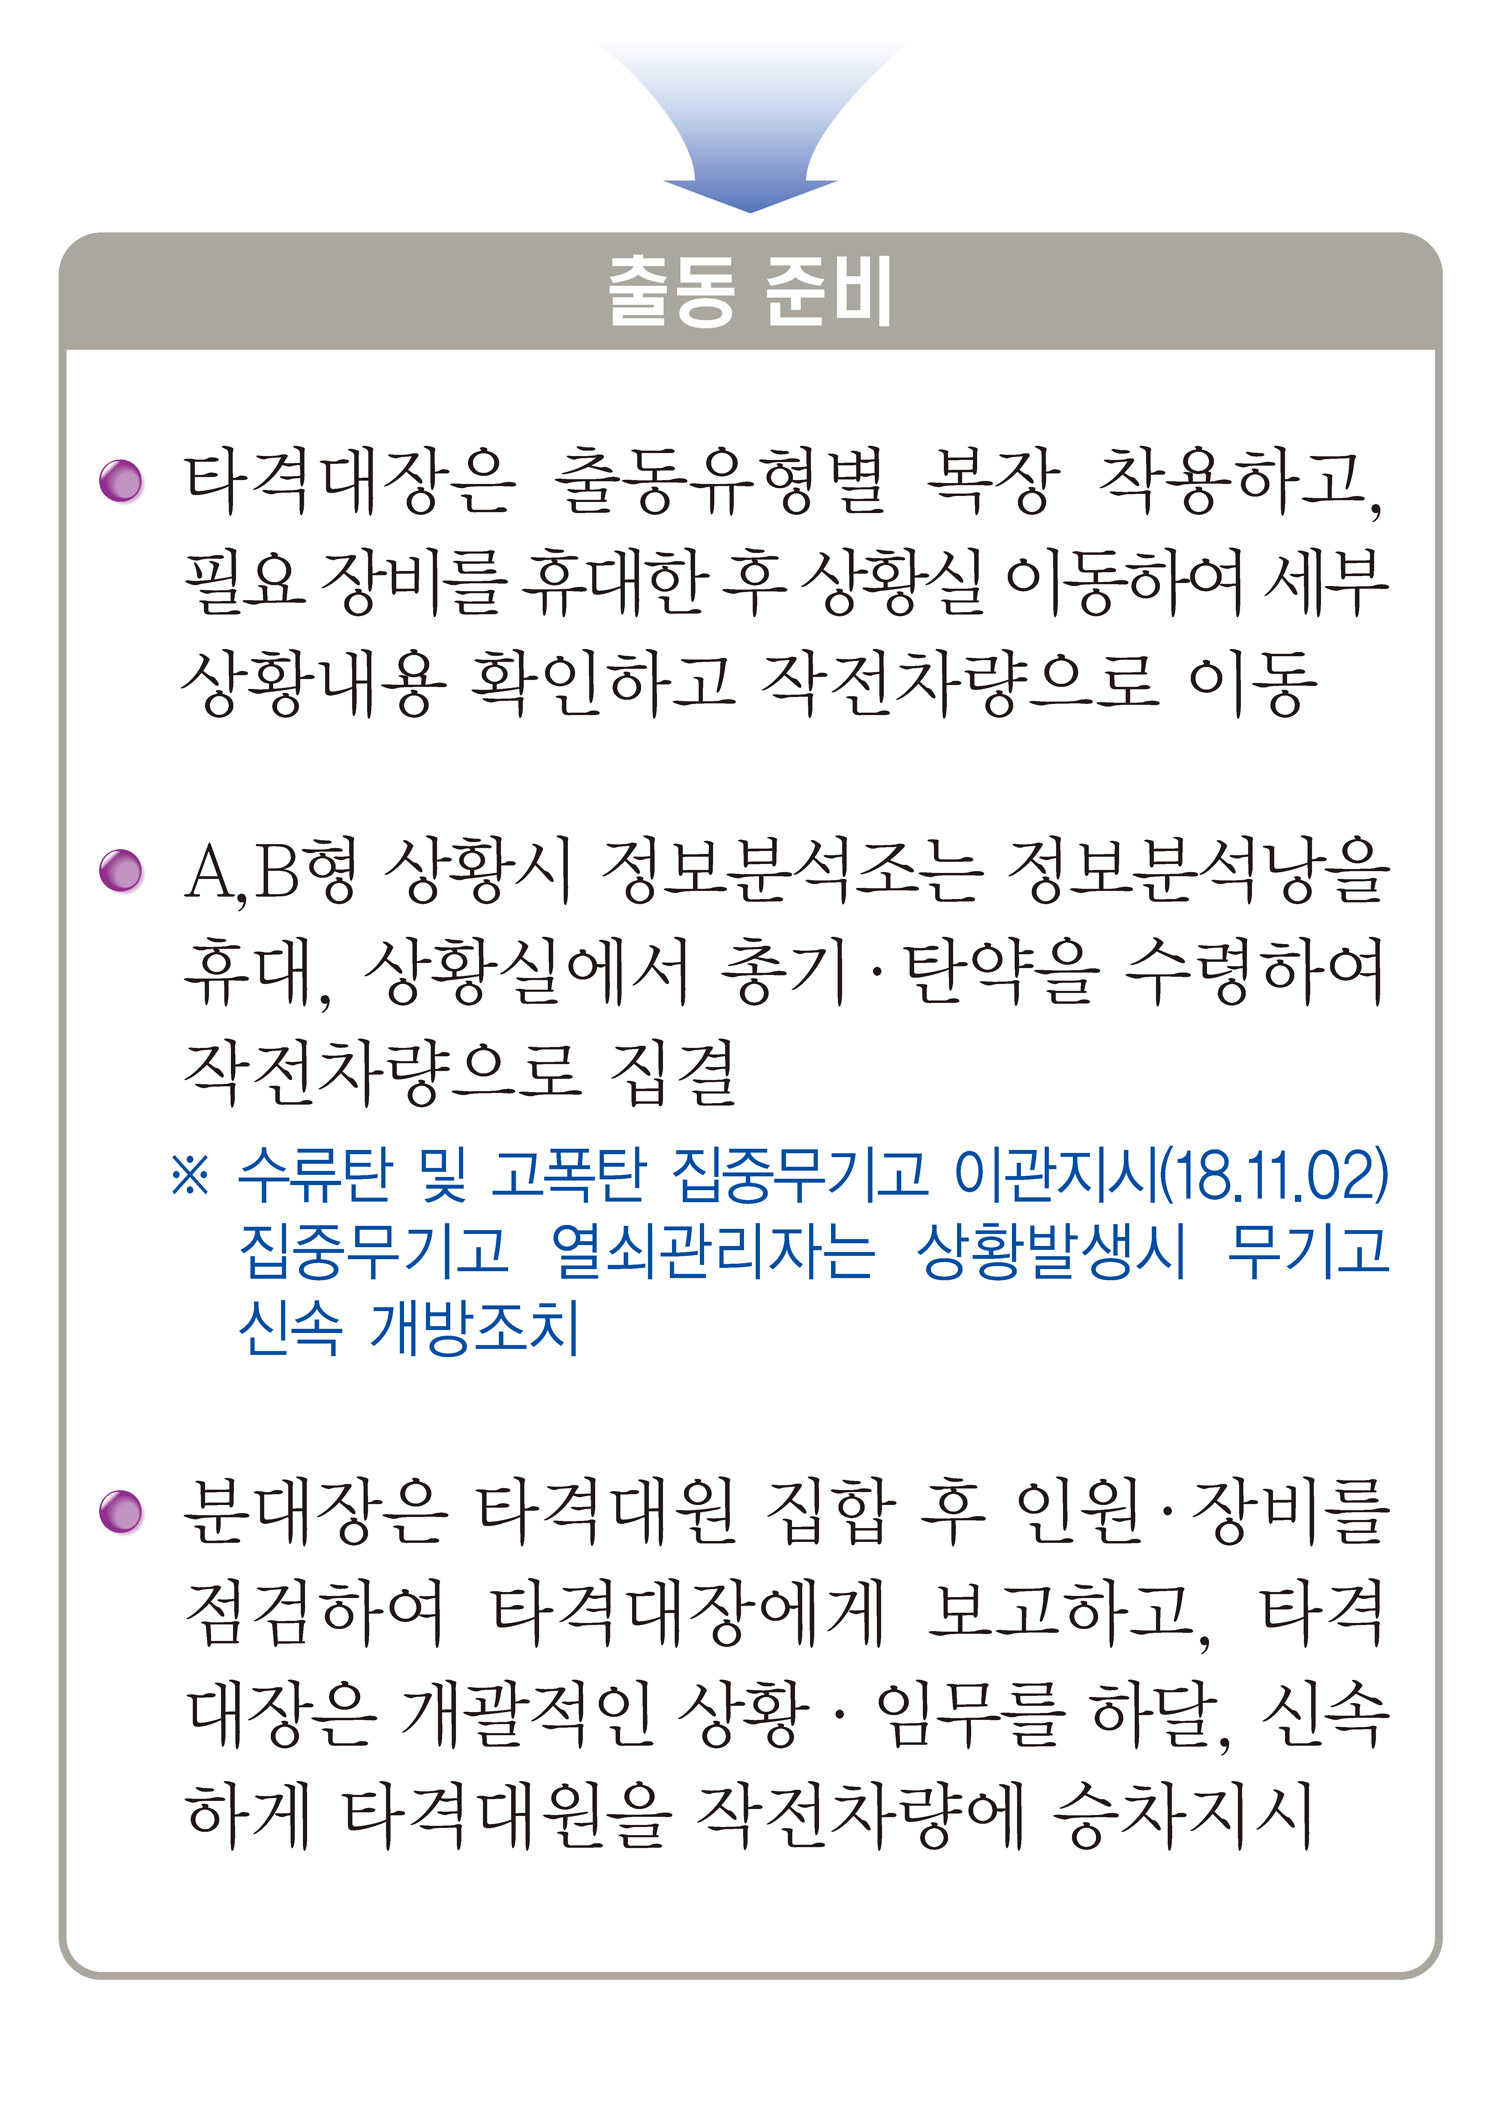 출동 준비
타격대장은 출동유형별 복장 착용하고,
필요 장비를 휴대한 후 상황실 이동하여 세부
상황내용 확인하고 작전차량으로 이동
A,B형 상황시 정보분석조는 정보분석낭을
휴대, 상황실에서 총기·탄약을 수령하여
작전차량으로 집결
※ 수류탄 및 고폭탄 집중무기고 이관지시(18.11.02)
집중무기고 열쇠관리자는 상황발생시 무기고
신속 개방조치
분대장은 타격대원 집합 후 인원·장비를
점검하여 타격대장에게 보고하고, 타격
대장은 개괄적인 상황·임무를 하달, 신속
하게 타격대원을 작전차량에 승차지시